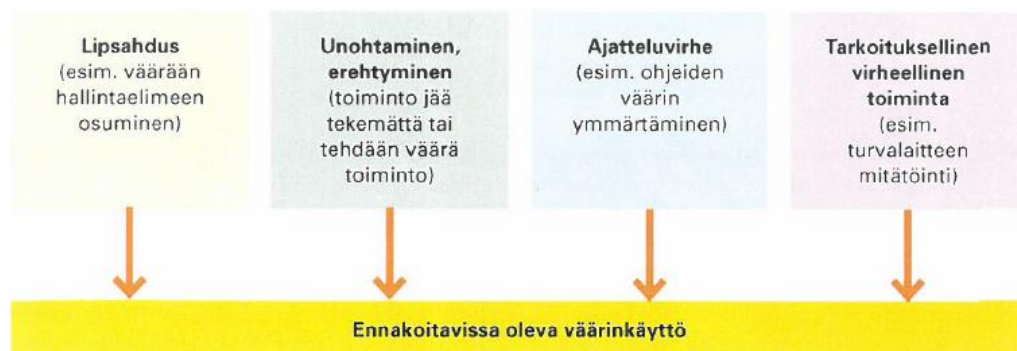 Lipsahdus
(esim. väärään
hallintaelimeen
osuminen)
Unohtaminen,
erehtyminen
(toiminto jää
tekemättä tai
tehdään väärä
toiminto)
Ajatteluvirhe
(esim. ohjeiden
väärin
ymmärtäminen)
Tarkoituksellinen
virheellinen
toiminta
(esim.
turvalaitteen
mitätöinti)
Ennakoitavissa oleva väärinkäyttö